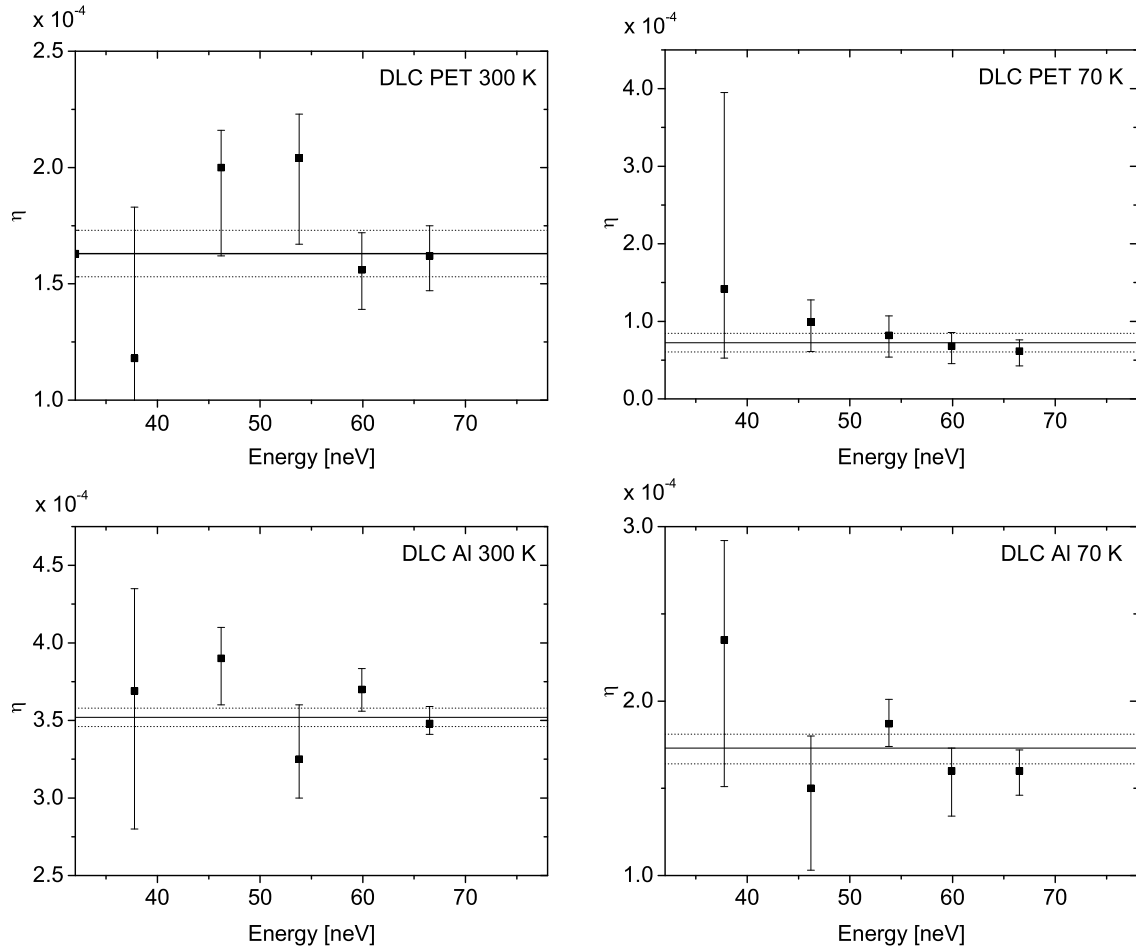 x 10-4
2.5
DLC PET 300 K
2.0
η
1.5
1.0
40 50 60 70
Energy [neV]
x 10-4
4.0
DLC PET 70 K
3.0
η
2.0
1.0
0.0
40 50 60 70
Energy [neV]
x 10-4
DLC Al 300 K
4.5
4.0
η
3.5
3.0
2.5
40 50 60 70
Energy [neV]
x 10-4
3.0
DLC Al 70 K
η
2.0
1.0
40 50 60 70
Energy [neV]